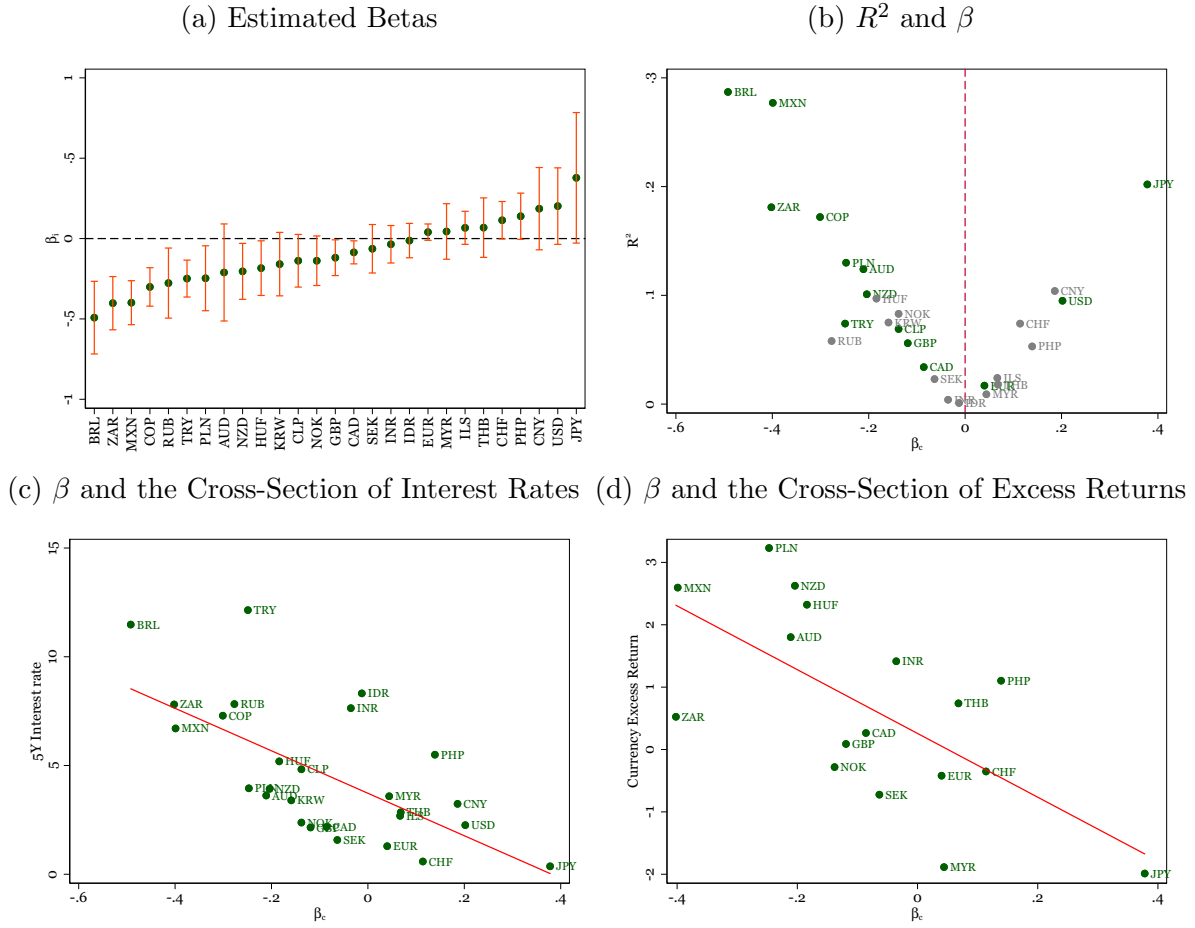 (a) Estimated Betas
1
.5
0
-.5
-1
βᵢ
BRL ZAR MXN COP RUB TRY PLN AUD NZD HUF KRW CLP NOK GBP CAD SEK INR IDR EUR MYR ILS THB CHF PHP CNY USD JPY
(b) R² and β
.3
.2
.1
0
R²
BRL
MXN
JPY
ZAR
COP
PLN
AUD
NZD
HUF
CNY
USD
NOK
TRY
KRW
CLP
CHF
RUB
GBP
PHP
CAD
SEK
ILS
THB
EUR
MYR
INR
IDR
-.6 -.4 -.2 0 .2 .4
β꜀
(c) β and the Cross-Section of Interest Rates
15
10
5
0
5Y Interest rate
TRY
BRL
IDR
ZAR
RUB
INR
COP
MXN
PHP
HUF
CLP
PLN
NZD
AUD
KRW
MYR
CNY
THB
ILS
NOK
GBP
CAD
USD
SEK
EUR
CHF
JPY
-.6 -.4 -.2 0 .2 .4
β꜀
(d) β and the Cross-Section of Excess Returns
3
2
1
0
-1
-2
Currency Excess Return
PLN
MXN
NZD
HUF
AUD
INR
PHP
THB
ZAR
CAD
GBP
NOK
CHF
EUR
SEK
MYR
JPY
-.4 -.2 0 .2 .4
β꜀